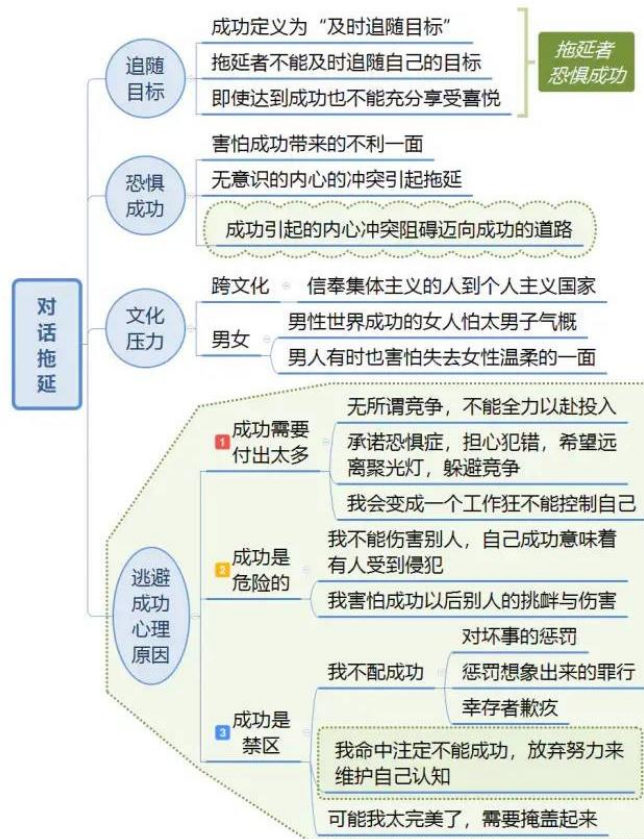 对
话
拖
延
追随
目标
成功定义为“及时追随目标”
拖延者不能及时追随自己的目标
即使达到成功也不能充分享受喜悦
拖延者
恐惧成功
恐惧
成功
害怕成功带来的不利一面
无意识的内心的冲突引起拖延
成功引起的内心冲突阻碍迈向成功的道路
文化
压力
跨文化
信奉集体主义的人到个人主义国家
男女
男性世界成功的女人怕太男子气概
男人有时也害怕失去女性温柔的一面
逃避
成功
心理
原因
1 成功需要
付出太多
无所谓竞争，不能全力以赴投入
承诺恐惧症，担心犯错，希望远
离聚光灯，躲避竞争
我会变成一个工作狂不能控制自己
2 成功是
危险的
我不能伤害别人，自己成功意味着
有人受到侵犯
我害怕成功以后别人的挑衅与伤害
3 成功是
禁区
我不配成功
对坏事的惩罚
惩罚想象出来的罪行
幸存者歉疚
我命中注定不能成功，放弃努力来
维护自己认知
可能我太完美了，需要掩盖起来